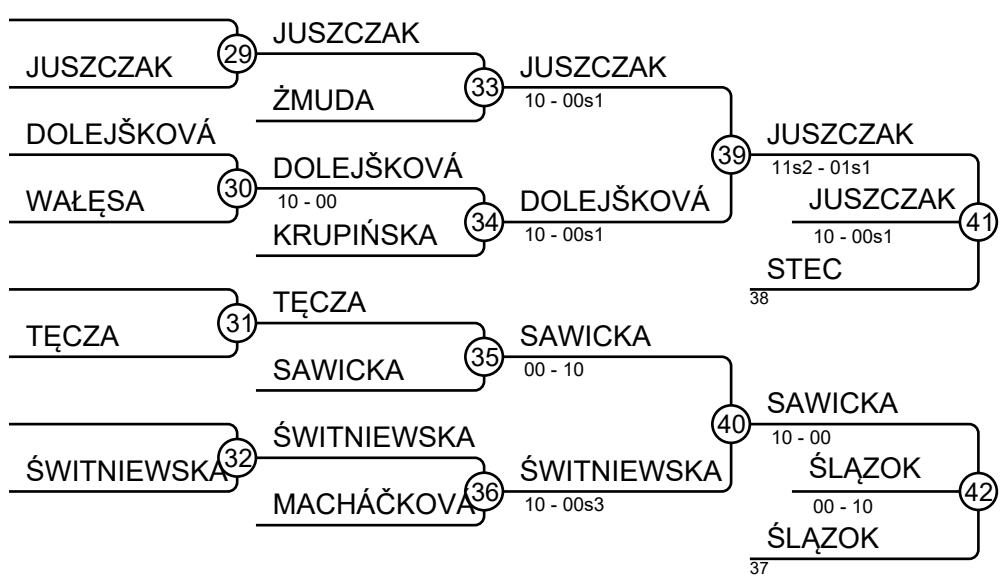 JUSZCZAK
29
JUSZCZAK
ŻMUDA
33
JUSZCZAK
10 - 00s1
DOLEJŠKOVÁ
WAŁĘSA
30
DOLEJŠKOVÁ
10 - 00
KRUPIŃSKA
34
DOLEJŠKOVÁ
10 - 00s1
39
JUSZCZAK
11s2 - 01s1
JUSZCZAK
10 - 00s1
41
STEC
38
TĘCZA
31
TĘCZA
SAWICKA
35
SAWICKA
00 - 10
ŚWITNIEWSKA
32
ŚWITNIEWSKA
MACHÁČKOVÁ
36
ŚWITNIEWSKA
10 - 00s3
40
SAWICKA
10 - 00
ŚLĄZOK
00 - 10
42
ŚLĄZOK
37